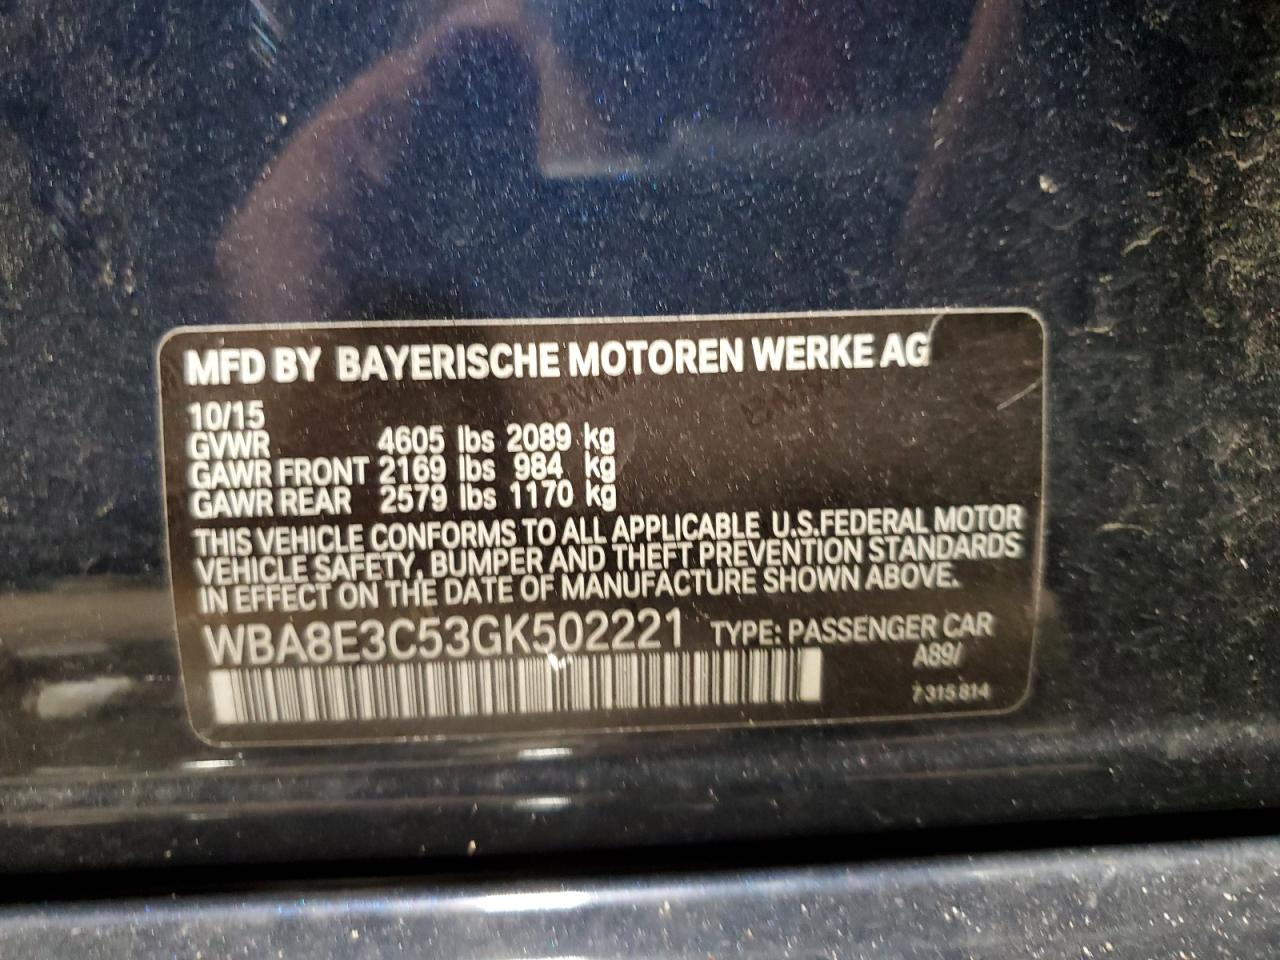 MFD BY BAYERISCHE MOTOREN WERKE AG
10/15
GVWR 4605 lbs 2089 kg
GAWR FRONT 2169 lbs 984 kg
GAWR REAR 2579 lbs 1170 kg
THIS VEHICLE CONFORMS TO ALL APPLICABLE U.S.FEDERAL MOTOR
VEHICLE SAFETY, BUMPER AND THEFT PREVENTION STANDARDS
IN EFFECT ON THE DATE OF MANUFACTURE SHOWN ABOVE.
WBA8E3C53GK502221 TYPE: PASSENGER CAR
A89/
7 315 814